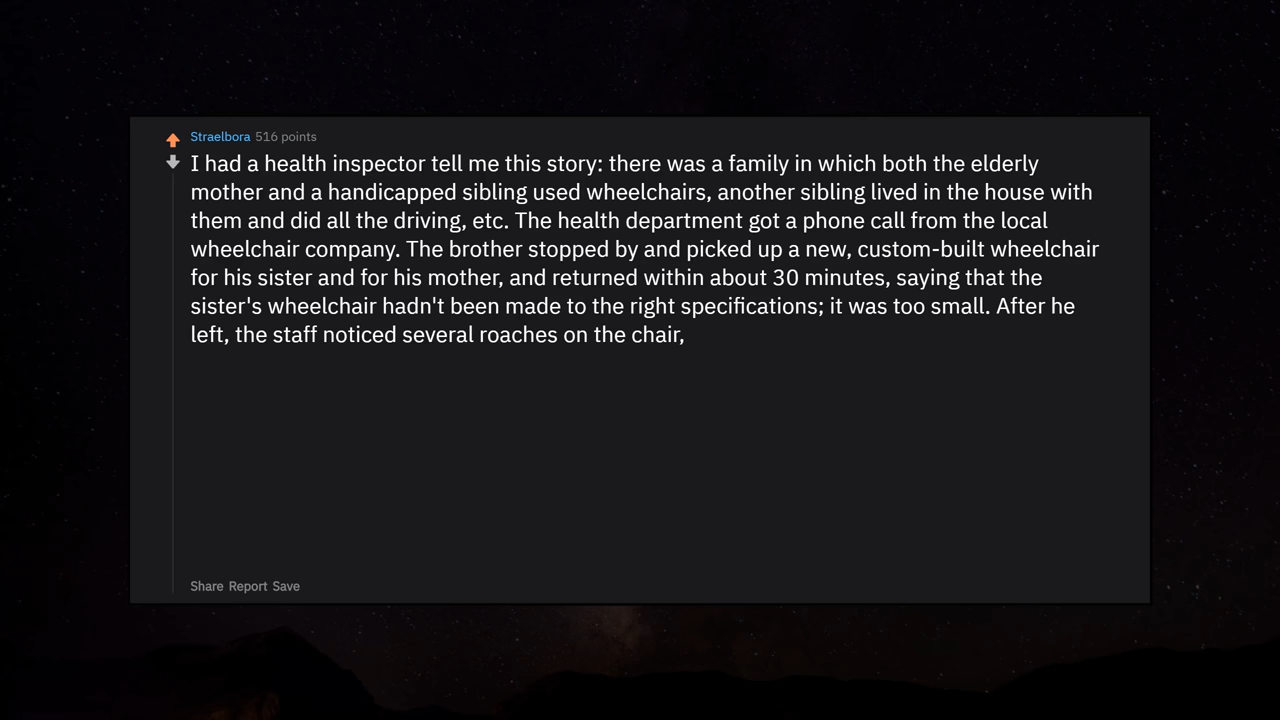 Straelbora 516 points
I had a health inspector tell me this story: there was a family in which both the elderly
mother and a handicapped sibling used wheelchairs, another sibling lived in the house with
them and did all the driving, etc. The health department got a phone call from the local
wheelchair company. The brother stopped by and picked up a new, custom-built wheelchair
for his sister and for his mother, and returned within about 30 minutes, saying that the
sister's wheelchair hadn't been made to the right specifications; it was too small. After he
left, the staff noticed several roaches on the chair,
Share Report Save